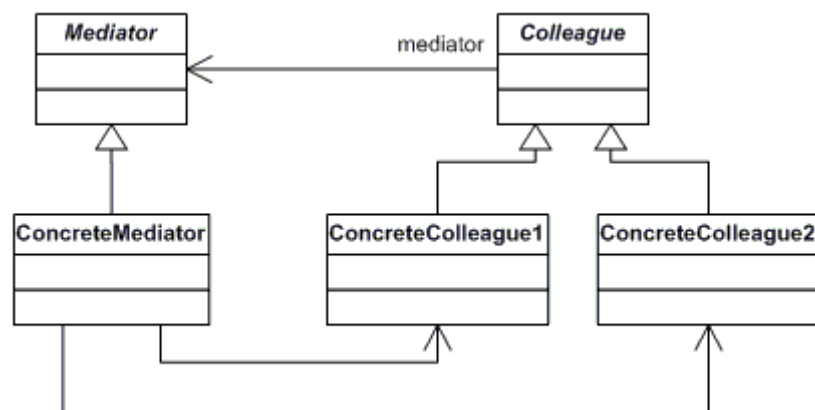 Mediator
mediator
Colleague
ConcreteMediator
ConcreteColleague1
ConcreteColleague2